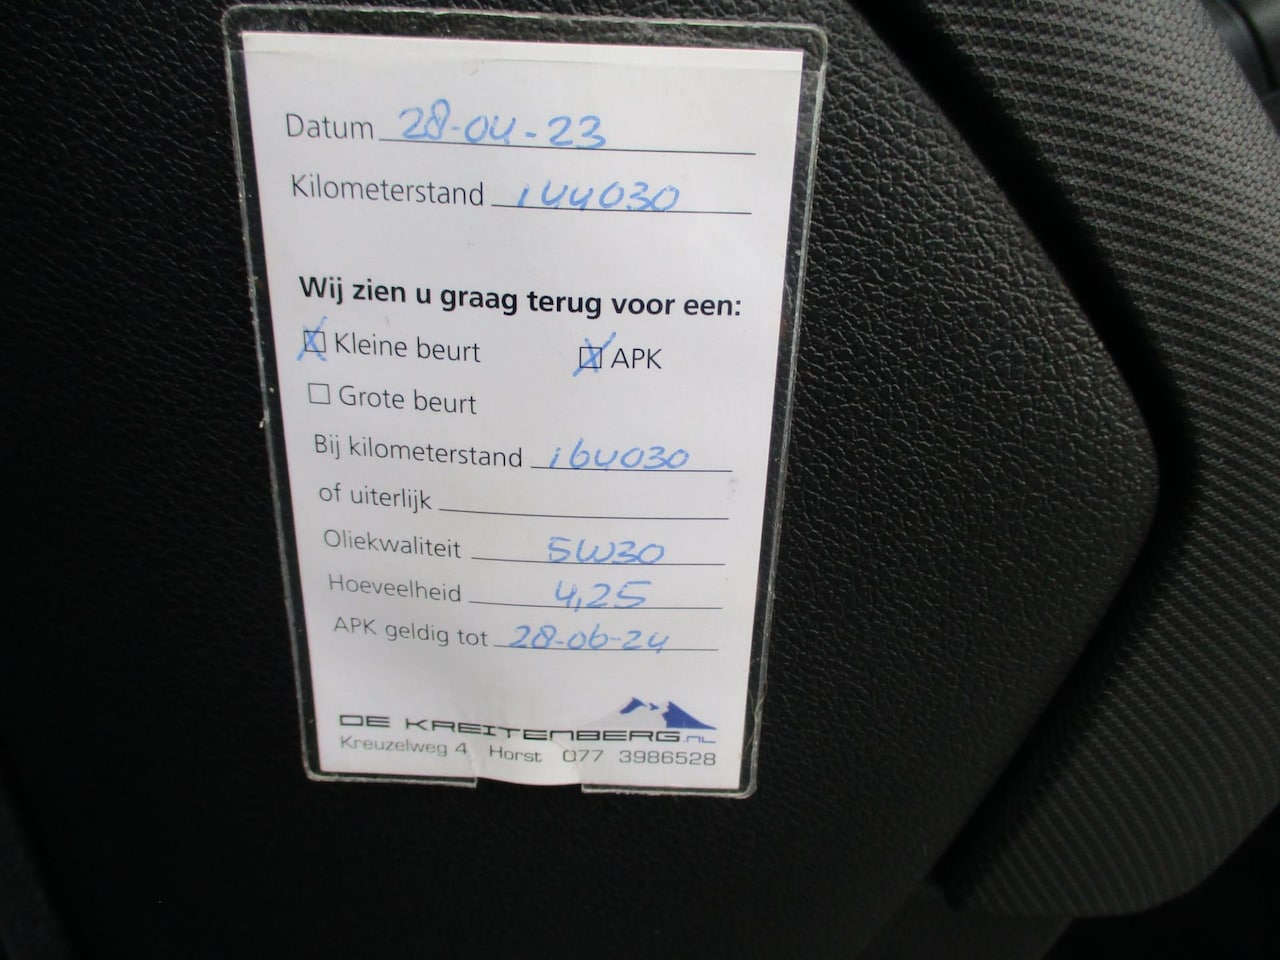 Datum 28-04-23
Kilometerstand 144030
Wij zien u graag terug voor een:
Kleine beurt APK
Grote beurt
Bij kilometerstand 164030
of uiterlijk
Oliekwaliteit 5W30
Hoeveelheid 4,25
APK geldig tot 28-06-24
DE KREITENBERG.NL
Kreuzelweg 4 Horst 077 3986528